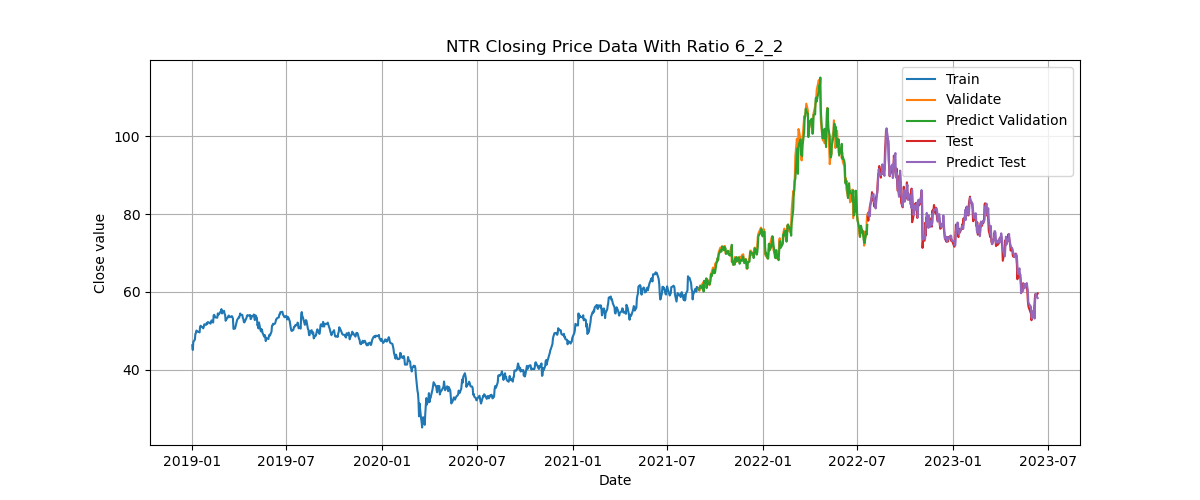 NTR Closing Price Data With Ratio 6_2_2
Train
Validate
Predict Validation
Test
Predict Test
Close value
100
80
60
40
2019-01 2019-07 2020-01 2020-07 2021-01 2021-07 2022-01 2022-07 2023-01 2023-07
Date